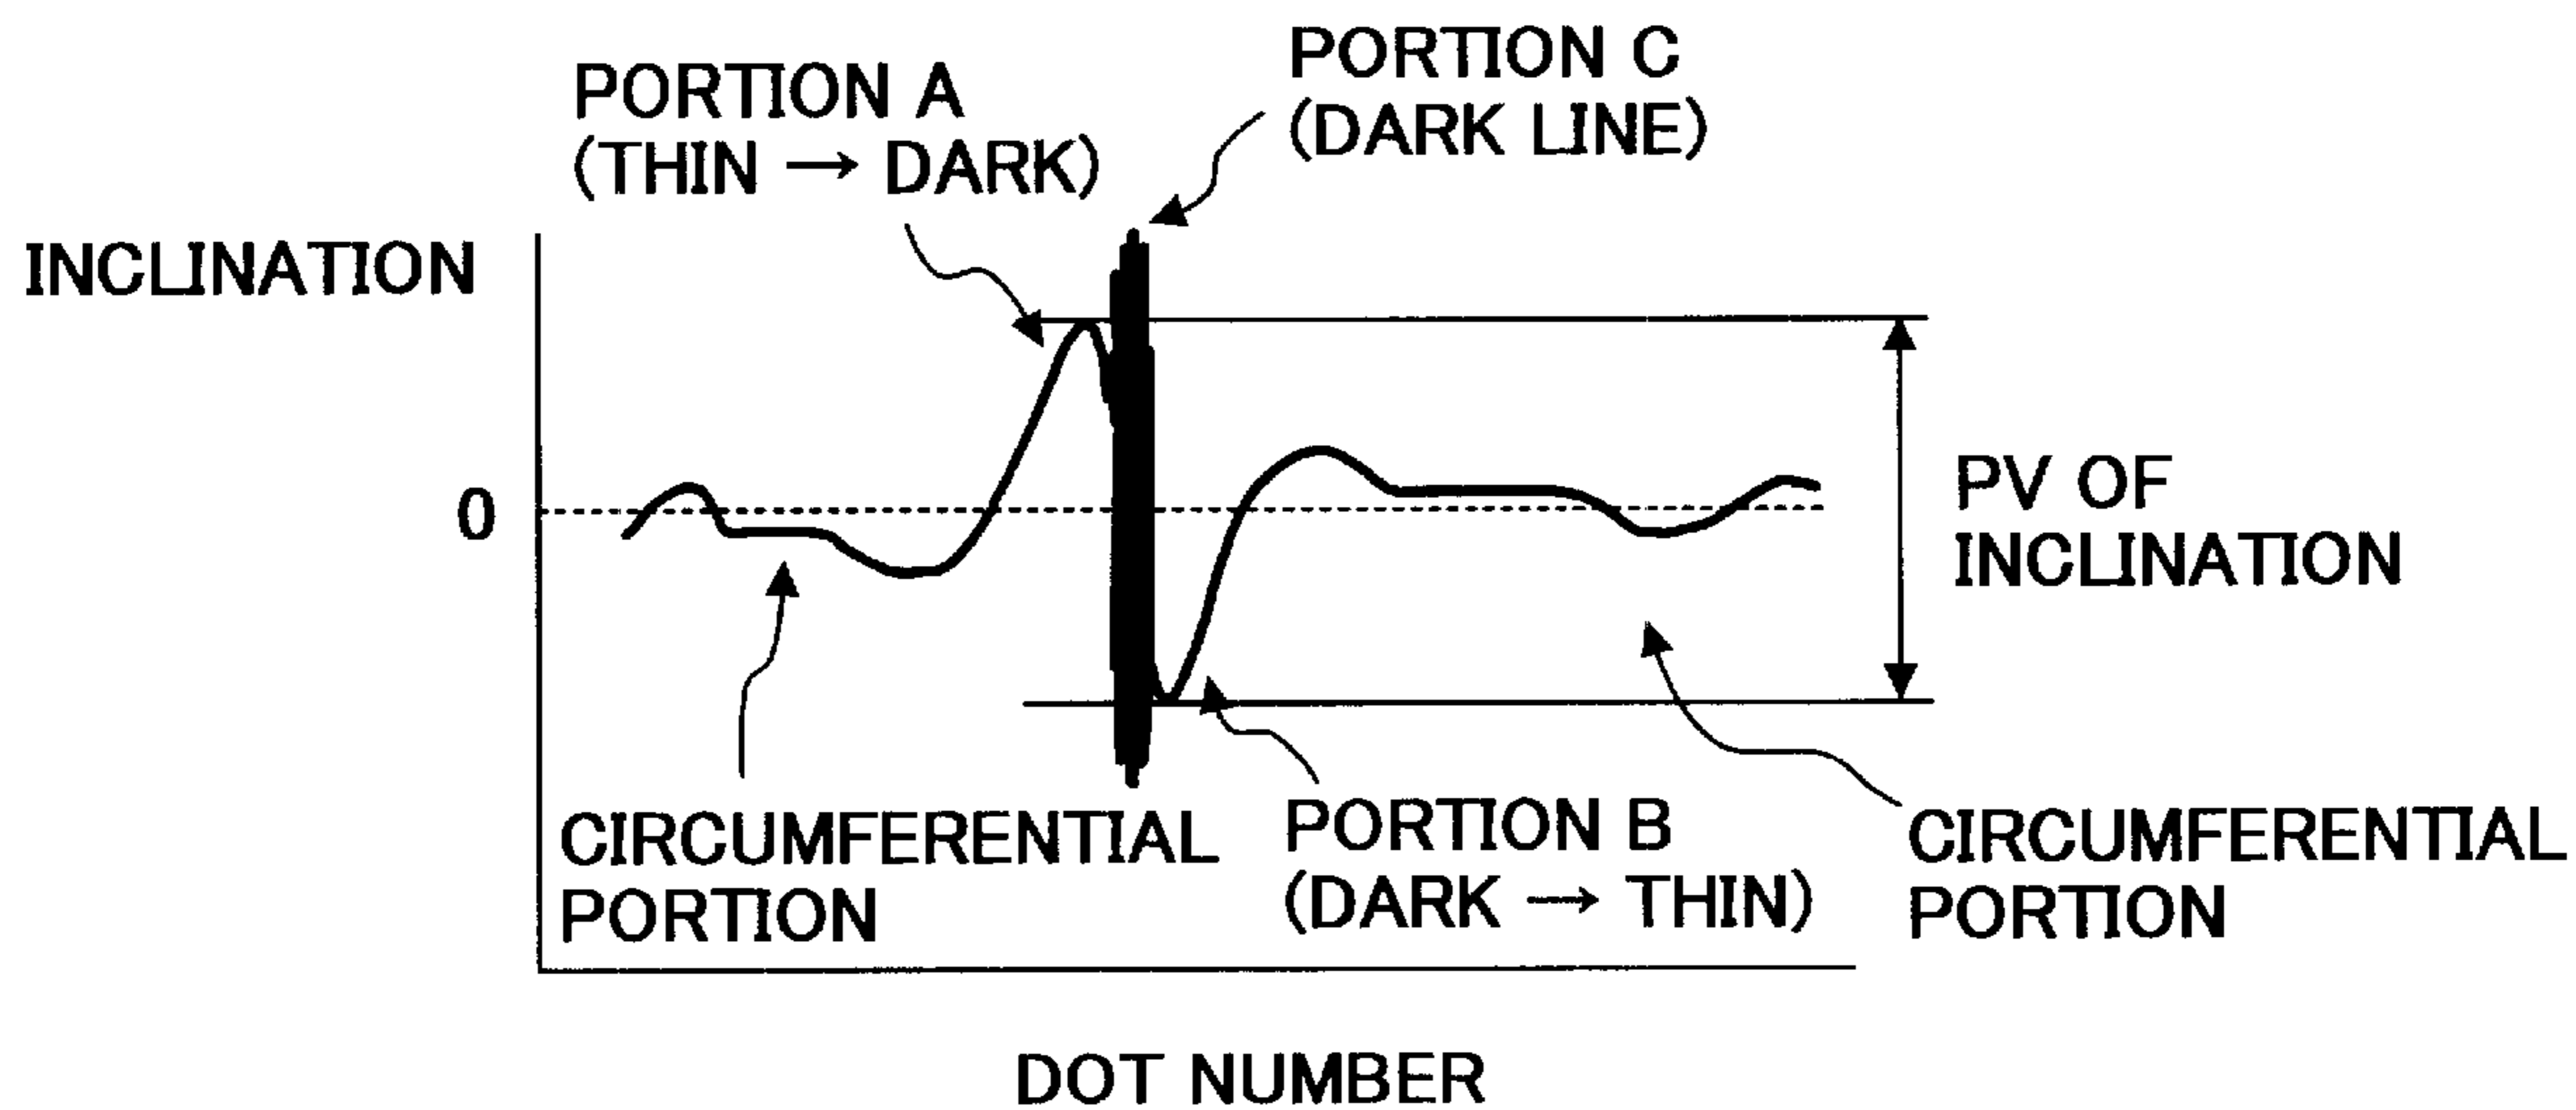 PORTION C
(DARK LINE)
PORTION A
(THIN → DARK)
INCLINATION
0
PV OF
INCLINATION
CIRCUMFERENTIAL
PORTION
PORTION B
(DARK → THIN)
CIRCUMFERENTIAL
PORTION
DOT NUMBER